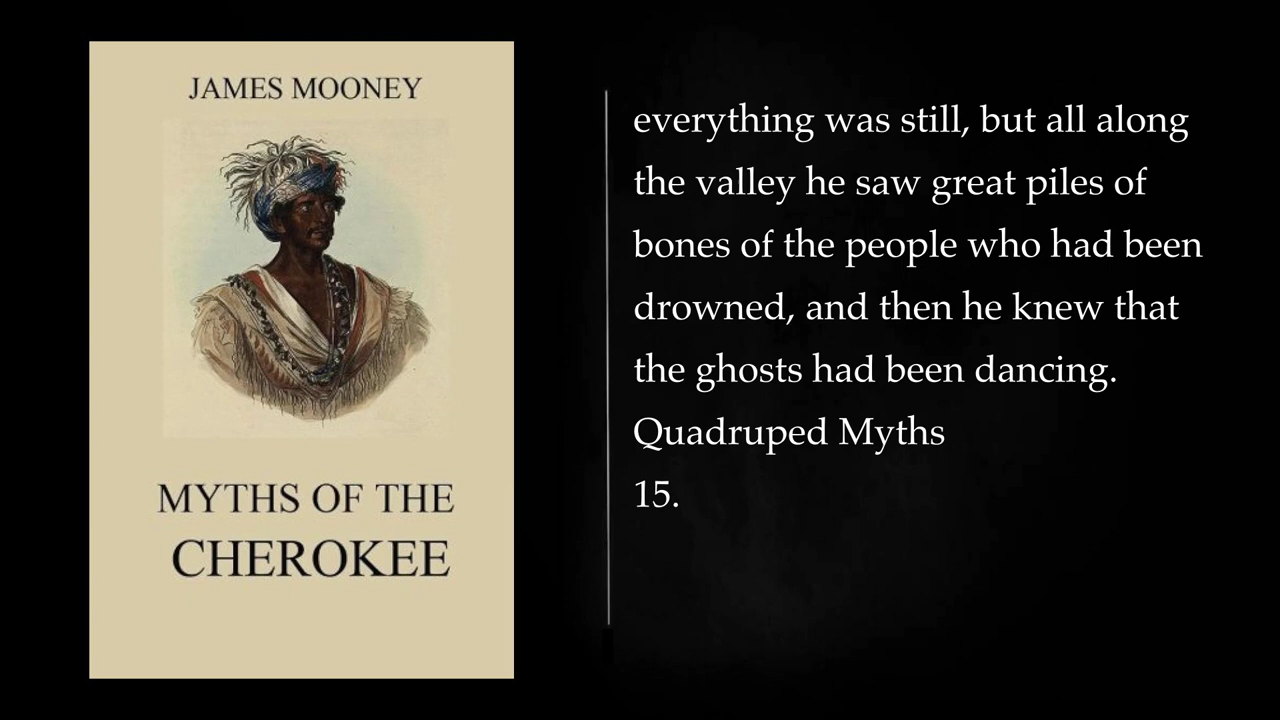 JAMES MOONEY
MYTHS OF THE
CHEROKEE
everything was still, but all along
the valley he saw great piles of
bones of the people who had been
drowned, and then he knew that
the ghosts had been dancing.
Quadruped Myths
15.